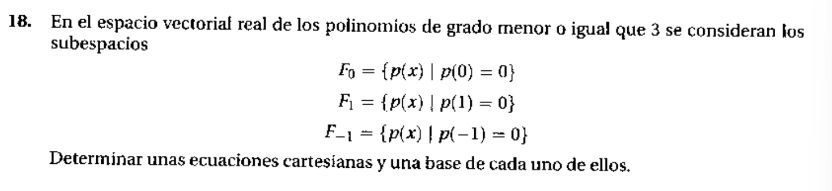 18. En el espacio vectorial real de los polinomios de grado menor o igual que 3 se consideran los
subespacios
F₀ = {p(x) | p(0) = 0}
F₁ = {p(x) | p(1) = 0}
F₋₁ = {p(x) | p(−1) = 0}
Determinar unas ecuaciones cartesianas y una base de cada uno de ellos.